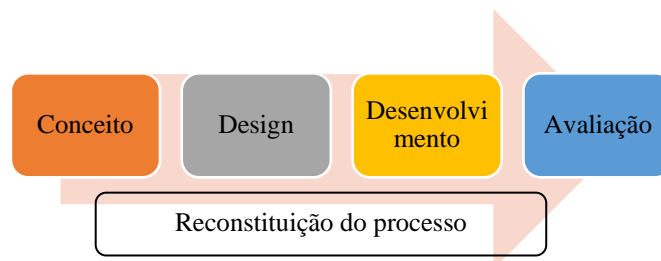 Conceito
Design
Desenvolvi
mento
Avaliação
Reconstituição do processo